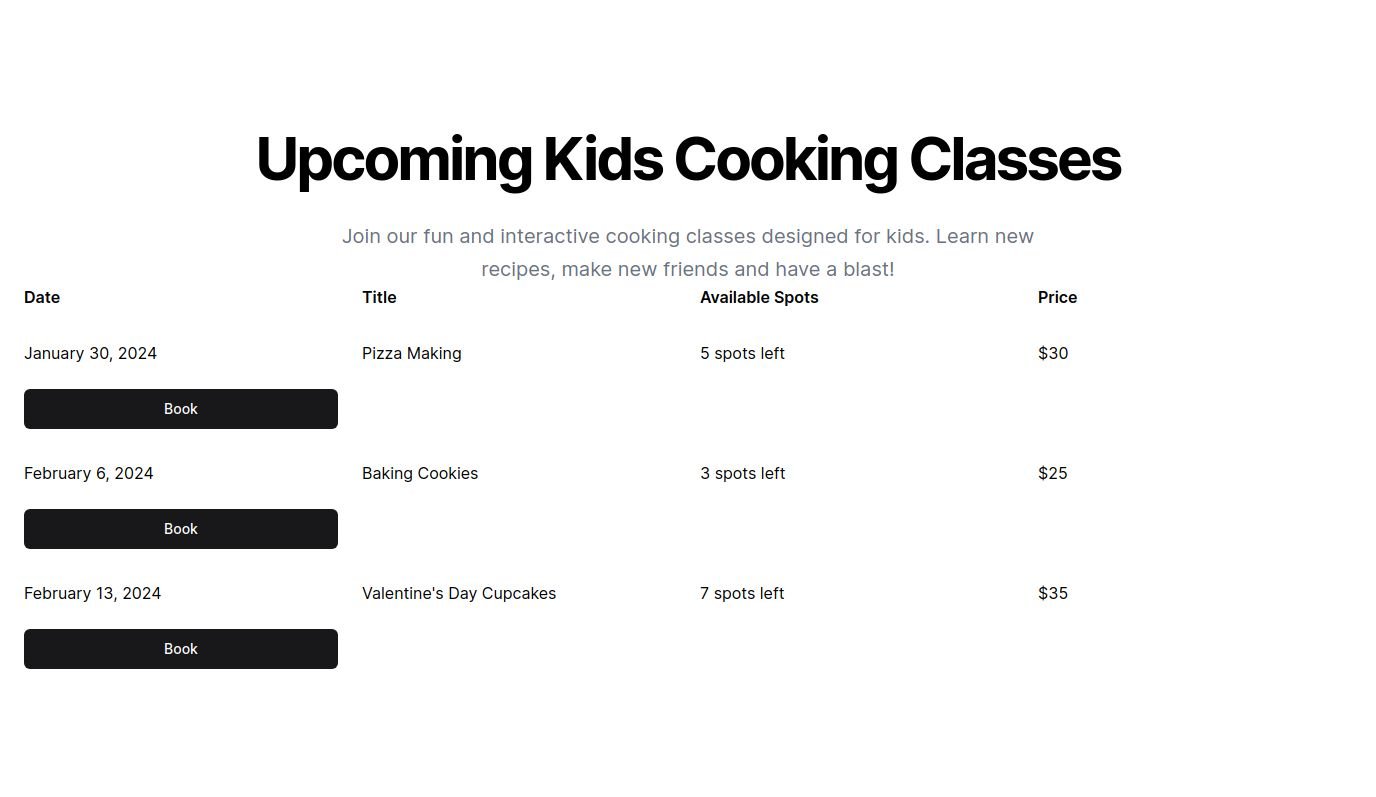 Upcoming Kids Cooking Classes
Join our fun and interactive cooking classes designed for kids. Learn new
recipes, make new friends and have a blast!
Date Title Available Spots Price
January 30, 2024 Pizza Making 5 spots left $30
Book
February 6, 2024 Baking Cookies 3 spots left $25
Book
February 13, 2024 Valentine's Day Cupcakes 7 spots left $35
Book